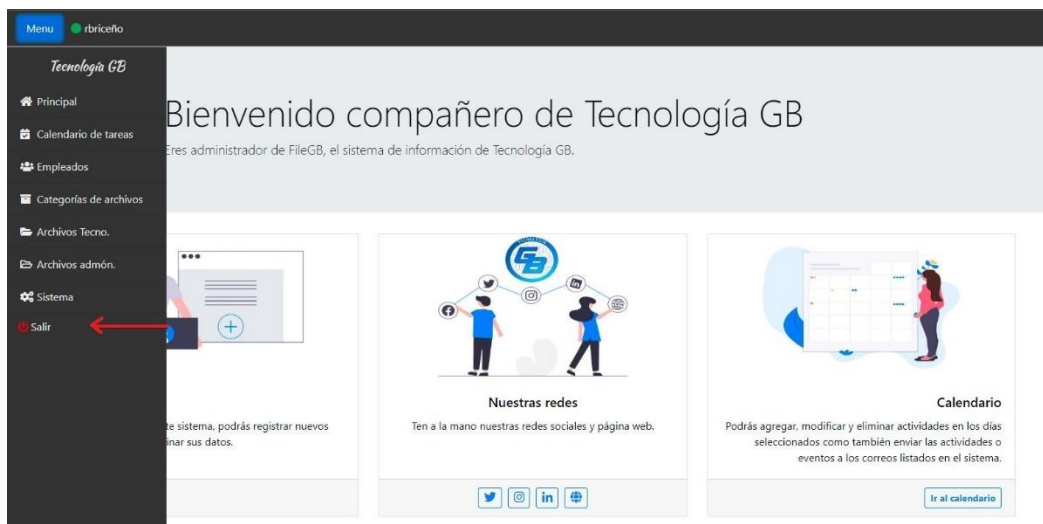 Menu rbriceño
Tecnología GB
Principal
Calendario de tareas
Empleados
Categorías de archivos
Archivos Tecno.
Archivos admón.
Sistema
Salir
Bienvenido compañero de Tecnología GB
Eres administrador de FileGB, el sistema de información de Tecnología GB.
te sistema, podrás registrar nuevos
inar sus datos.
GB
Nuestras redes
Ten a la mano nuestras redes sociales y página web.
Calendario
Podrás agregar, modificar y eliminar actividades en los días
seleccionados como también enviar las actividades o
eventos a los correos listados en el sistema.
Ir al calendario